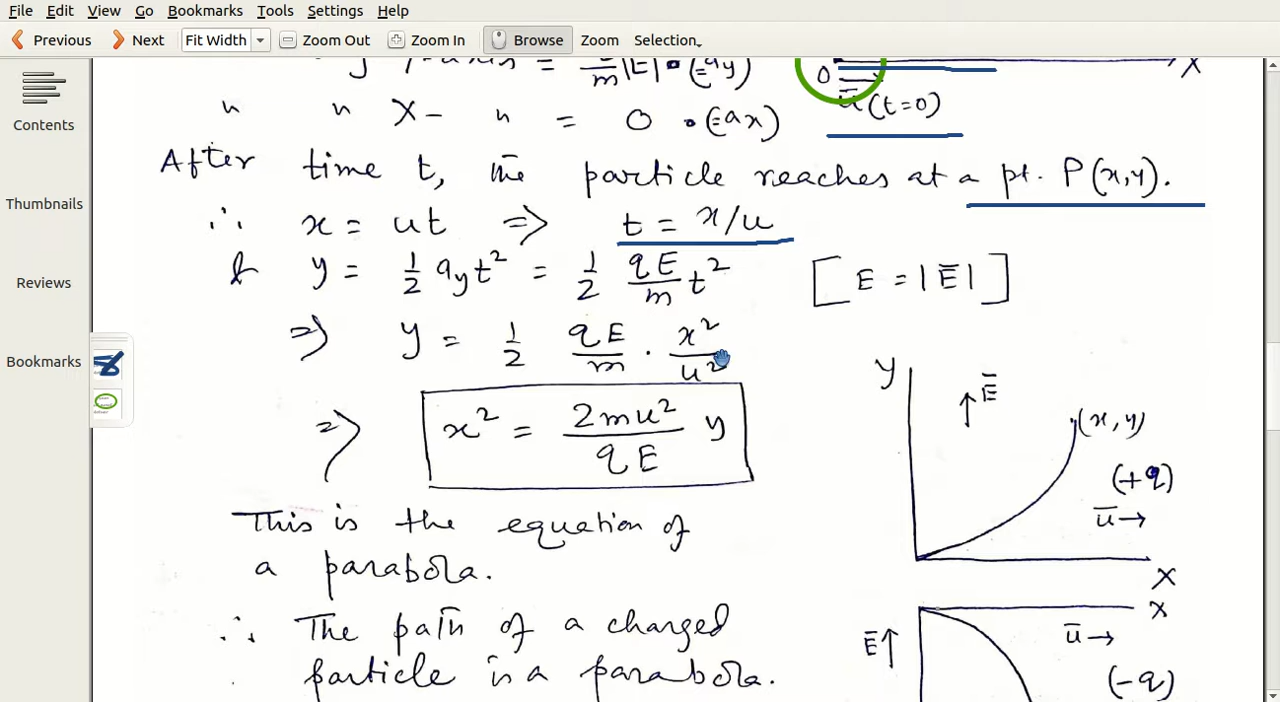 File Edit View Go Bookmarks Tools Settings Help
Previous Next Fit Width Zoom Out Zoom In Browse Zoom Selection
Contents
Thumbnails
Reviews
Bookmarks
m |E| • (=ay)
0 X
ū (t=0)
" " X- " = 0 • (=ax)
After time t, the particle reaches at a pt. P(x,y).
∴ x = ut => t = x/u
& y = 1/2 ay t² = 1/2 qE/m t² [E = |Ē|]
=> y = 1/2 qE/m . x²/u²
=> x² = 2mu²/qE y
This is the equation of
a parabola.
∴ The path of a charged
particle is a parabola.
Y
Ē
(x,y)
(+q)
ū →
X
X
Ē↑
ū →
(-q)